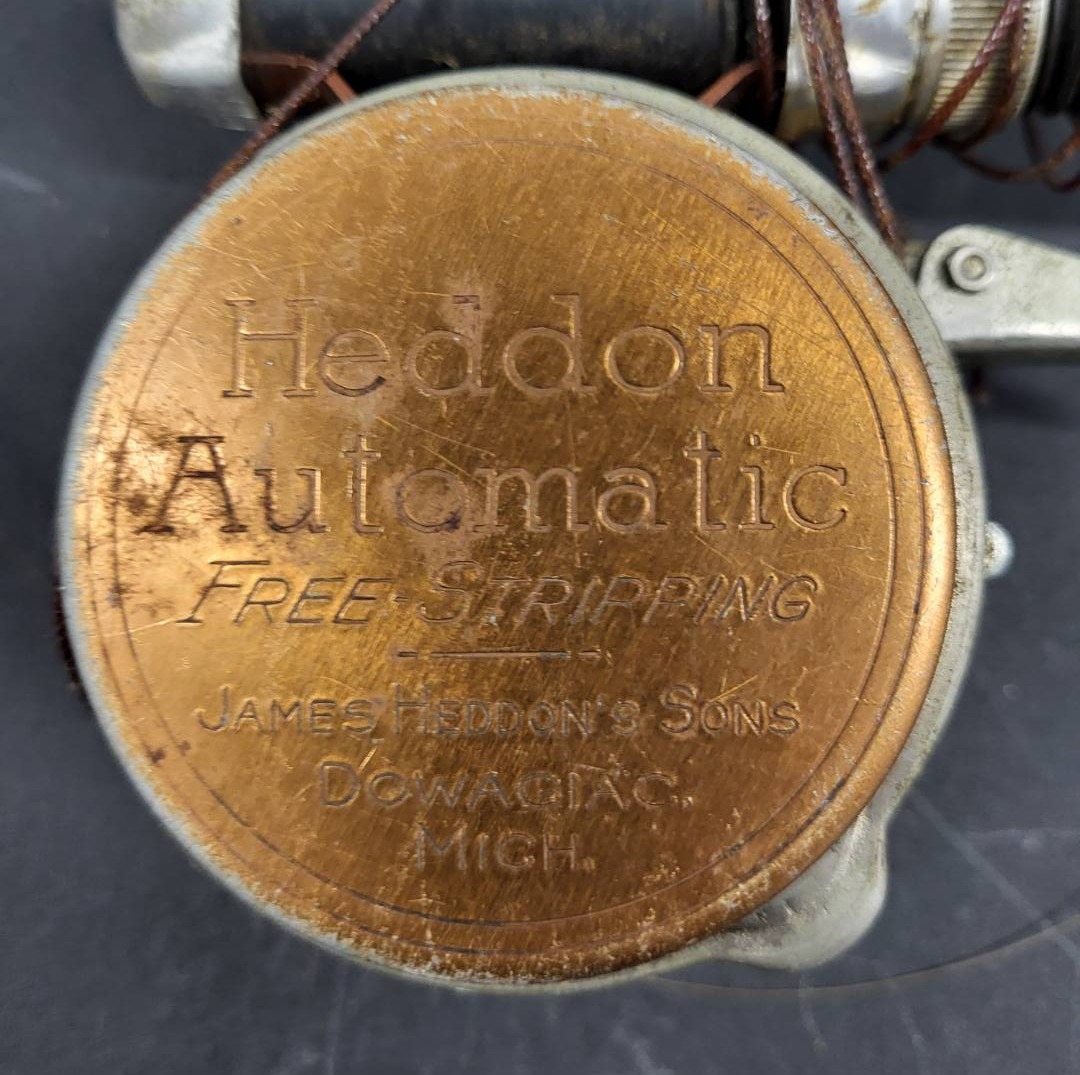 Heddon
Automatic
FREE-STRIPPING
JAMES HEDDON'S SONS
DOWAGIAC,
MICH.